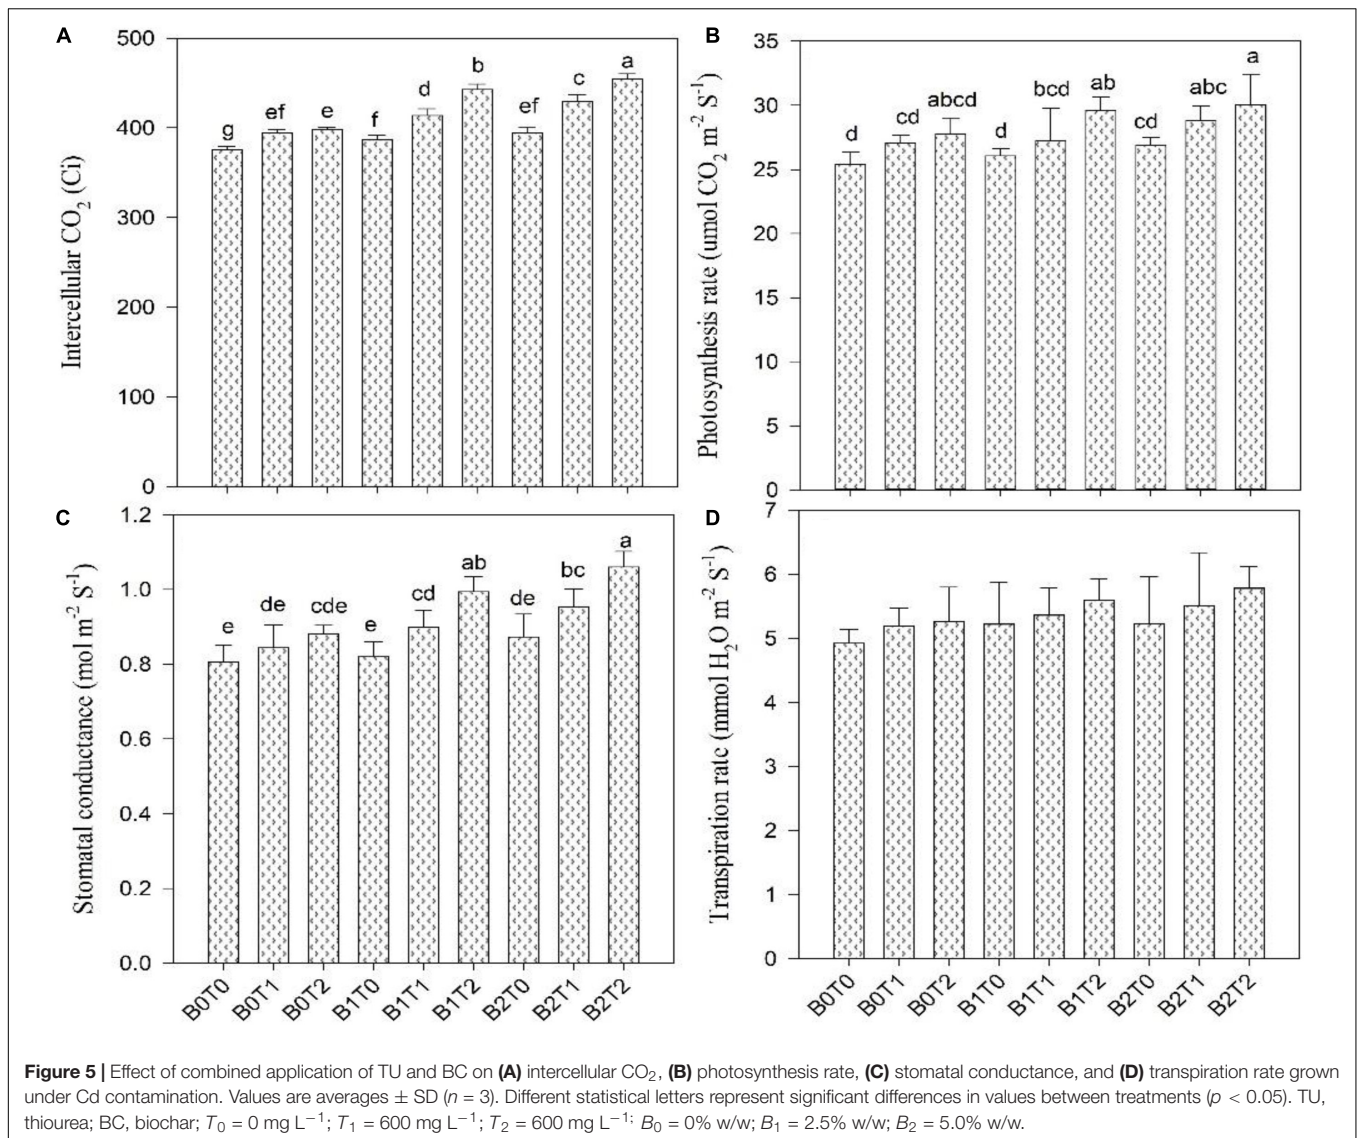 A
500
400
300
200
100
0
Intercellular CO₂ (Ci)
g
ef
e
f
d
b
ef
c
a
B
35
30
25
20
15
10
5
0
Photosynthesis rate (umol CO₂ m⁻² S⁻¹)
d
cd
abcd
d
bcd
ab
cd
abc
a
C
1.2
1.0
0.8
0.6
0.4
0.2
0.0
Stomatal conductance (mol m⁻² S⁻¹)
e
de
cde
e
cd
ab
de
bc
a
B0T0
B0T1
B0T2
B1T0
B1T1
B1T2
B2T0
B2T1
B2T2
D
7
6
5
4
3
2
1
0
Transpiration rate (mmol H₂O m⁻² S⁻¹)
B0T0
B0T1
B0T2
B1T0
B1T1
B1T2
B2T0
B2T1
B2T2
Figure 5 | Effect of combined application of TU and BC on (A) intercellular CO₂, (B) photosynthesis rate, (C) stomatal conductance, and (D) transpiration rate grown
under Cd contamination. Values are averages ± SD (n = 3). Different statistical letters represent significant differences in values between treatments (p < 0.05). TU,
thiourea; BC, biochar; T₀ = 0 mg L⁻¹; T₁ = 600 mg L⁻¹; T₂ = 600 mg L⁻¹; B₀ = 0% w/w; B₁ = 2.5% w/w; B₂ = 5.0% w/w.